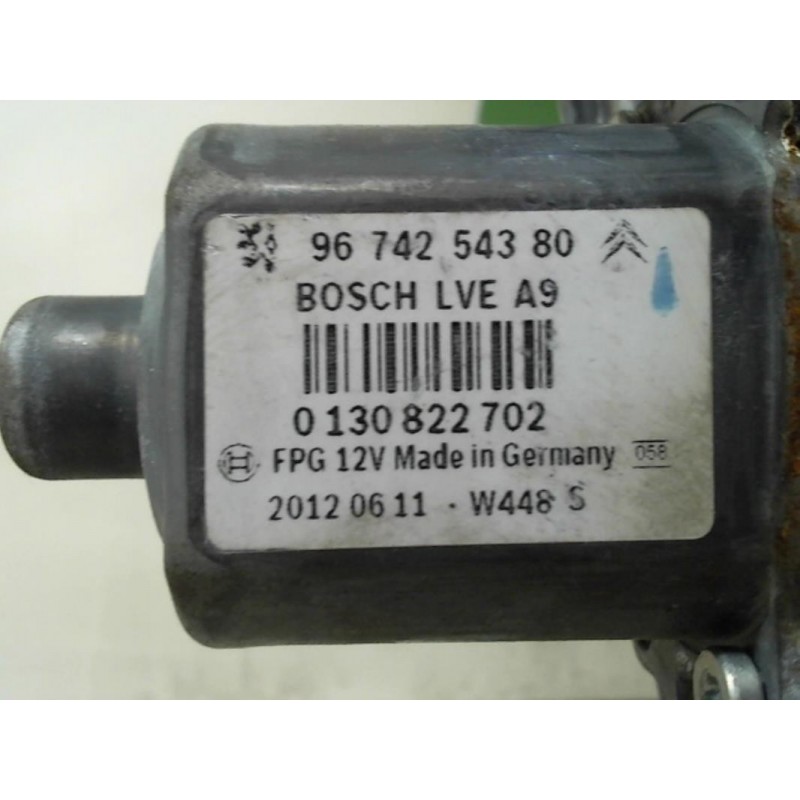 96 742 543 80
BOSCH LVE A9
0 130 822 702
FPG 12V Made in Germany 058
2012 06 11 · W448 S